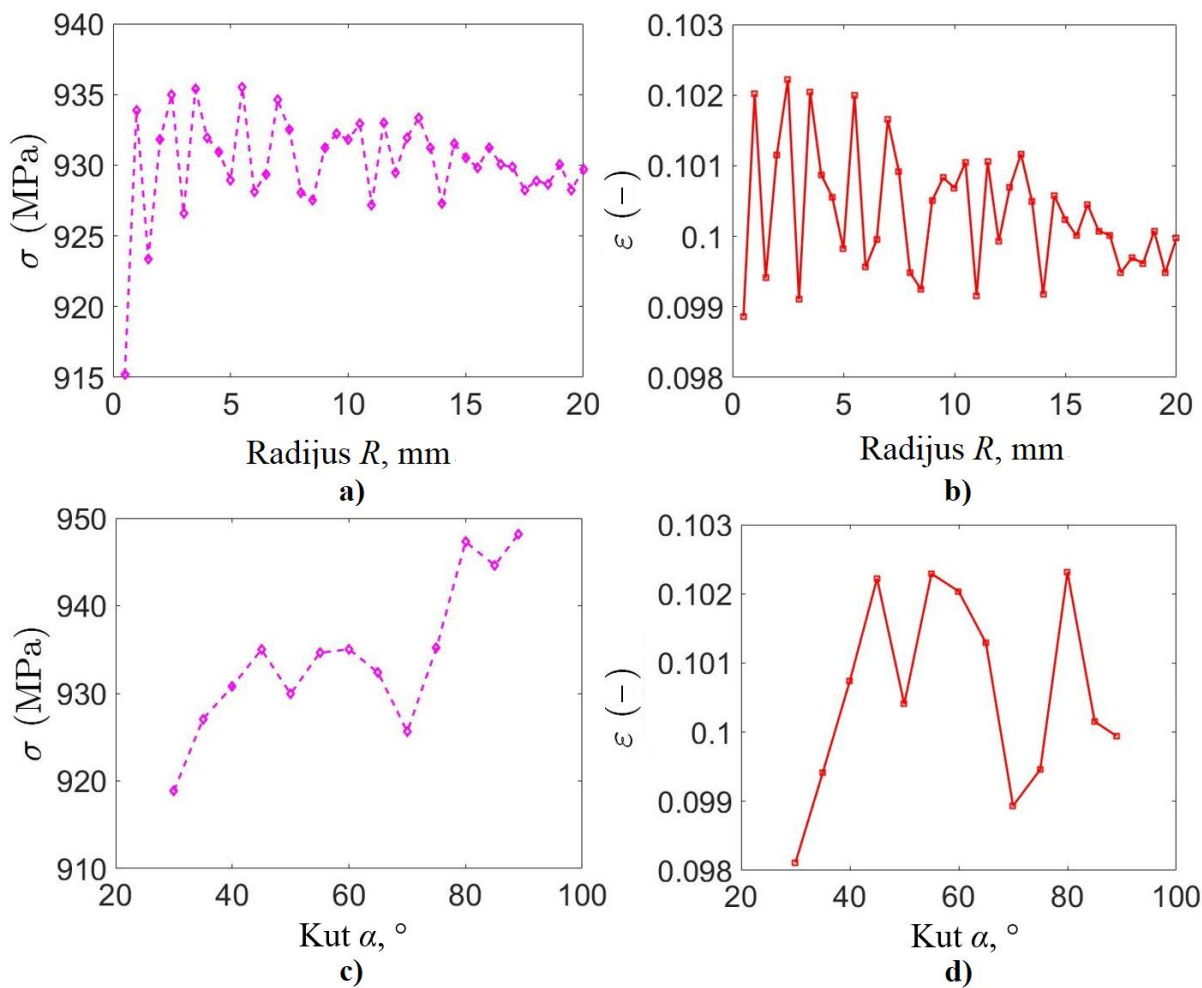 940
935
930
925
920
915
σ (MPa)
0 5 10 15 20
Radijus R, mm
a)
0.103
0.102
0.101
0.1
0.099
0.098
ε (−)
0 5 10 15 20
Radijus R, mm
b)
950
940
930
920
910
σ (MPa)
20 40 60 80 100
Kut α, °
c)
0.103
0.102
0.101
0.1
0.099
0.098
ε (−)
20 40 60 80 100
Kut α, °
d)